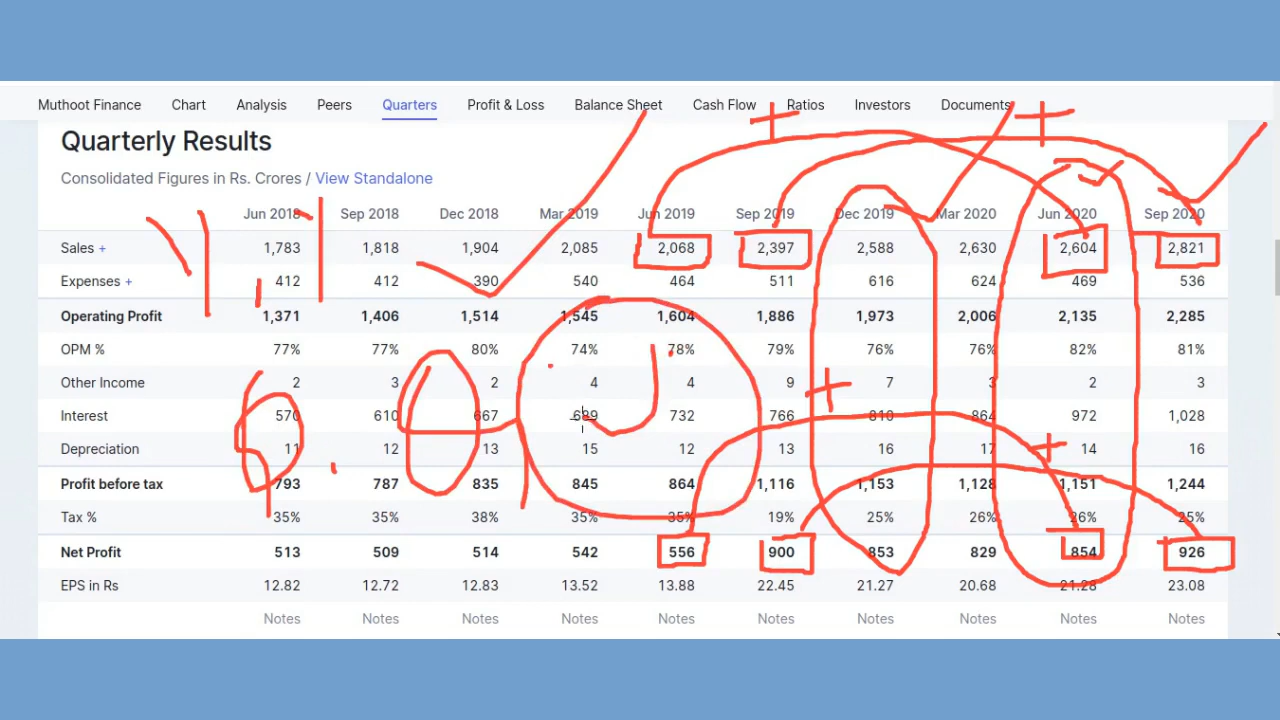 Muthoot Finance Chart Analysis Peers Quarters Profit & Loss Balance Sheet Cash Flow Ratios Investors Documents
Quarterly Results
Consolidated Figures in Rs. Crores / View Standalone
Jun 2018 Sep 2018 Dec 2018 Mar 2019 Jun 2019 Sep 2019 Dec 2019 Mar 2020 Jun 2020 Sep 2020
Sales + 1,783 1,818 1,904 2,085 2,068 2,397 2,588 2,630 2,604 2,821
Expenses + 412 412 390 540 464 511 616 624 469 536
Operating Profit 1,371 1,406 1,514 1,545 1,604 1,886 1,973 2,006 2,135 2,285
OPM % 77% 77% 80% 74% 78% 79% 76% 76% 82% 81%
Other Income 2 3 2 4 4 9 7 3 2 3
Interest 570 610 667 689 732 766 810 864 972 1,028
Depreciation 11 12 13 15 12 13 16 17 14 16
Profit before tax 793 787 835 845 864 1,116 1,153 1,128 1,151 1,244
Tax % 35% 35% 38% 35% 35% 19% 25% 26% 26% 25%
Net Profit 513 509 514 542 556 900 853 829 854 926
EPS in Rs 12.82 12.72 12.83 13.52 13.88 22.45 21.27 20.68 21.28 23.08
Notes Notes Notes Notes Notes Notes Notes Notes Notes Notes